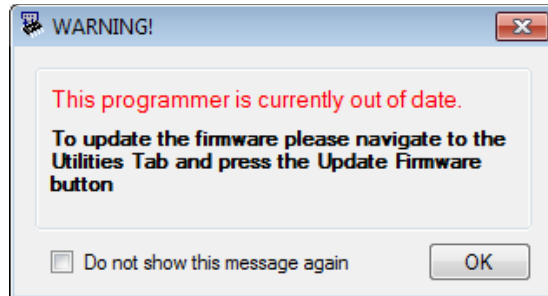 WARNING!
This programmer is currently out of date.
To update the firmware please navigate to the
Utilities Tab and press the Update Firmware
button
Do not show this message again
OK